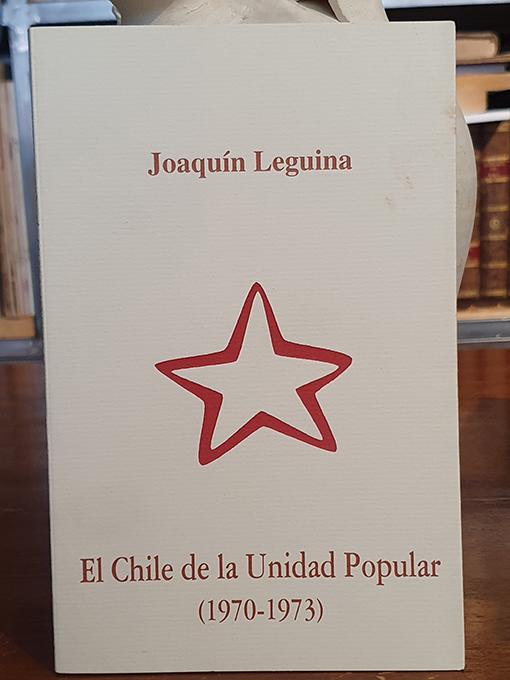 Joaquín Leguina
El Chile de la Unidad Popular
(1970-1973)